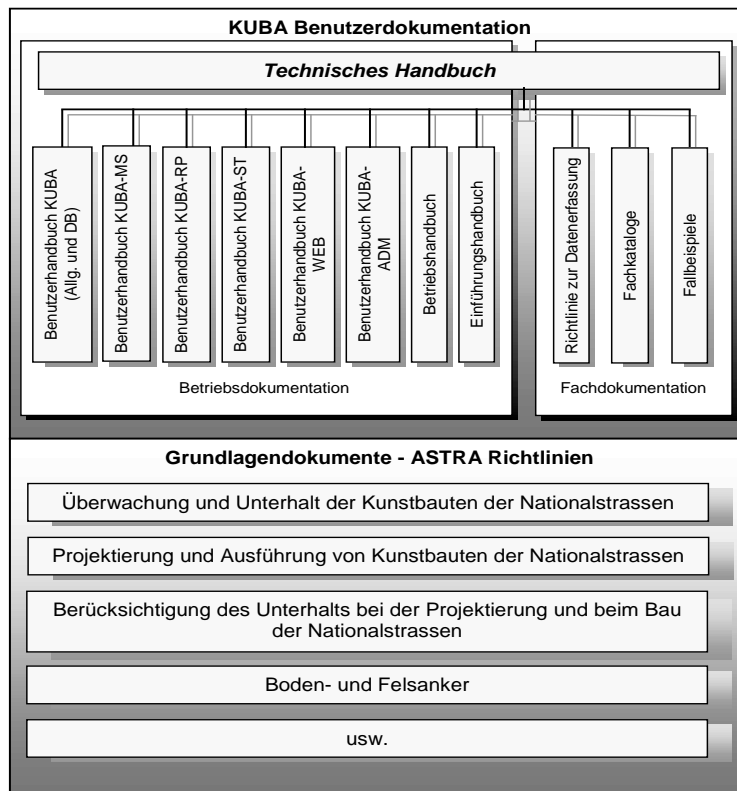 KUBA Benutzerdokumentation
Technisches Handbuch
Benutzerhandbuch KUBA
(Allg. und DB)
Benutzerhandbuch KUBA-MS
Benutzerhandbuch KUBA-RP
Benutzerhandbuch KUBA-ST
Benutzerhandbuch KUBA-
WEB
Benutzerhandbuch KUBA-
ADM
Betriebshandbuch
Einführungshandbuch
Richtlinie zur Datenerfassung
Fachkataloge
Fallbeispiele
Betriebsdokumentation
Fachdokumentation
Grundlagendokumente - ASTRA Richtlinien
Überwachung und Unterhalt der Kunstbauten der Nationalstrassen
Projektierung und Ausführung von Kunstbauten der Nationalstrassen
Berücksichtigung des Unterhalts bei der Projektierung und beim Bau
der Nationalstrassen
Boden- und Felsanker
usw.